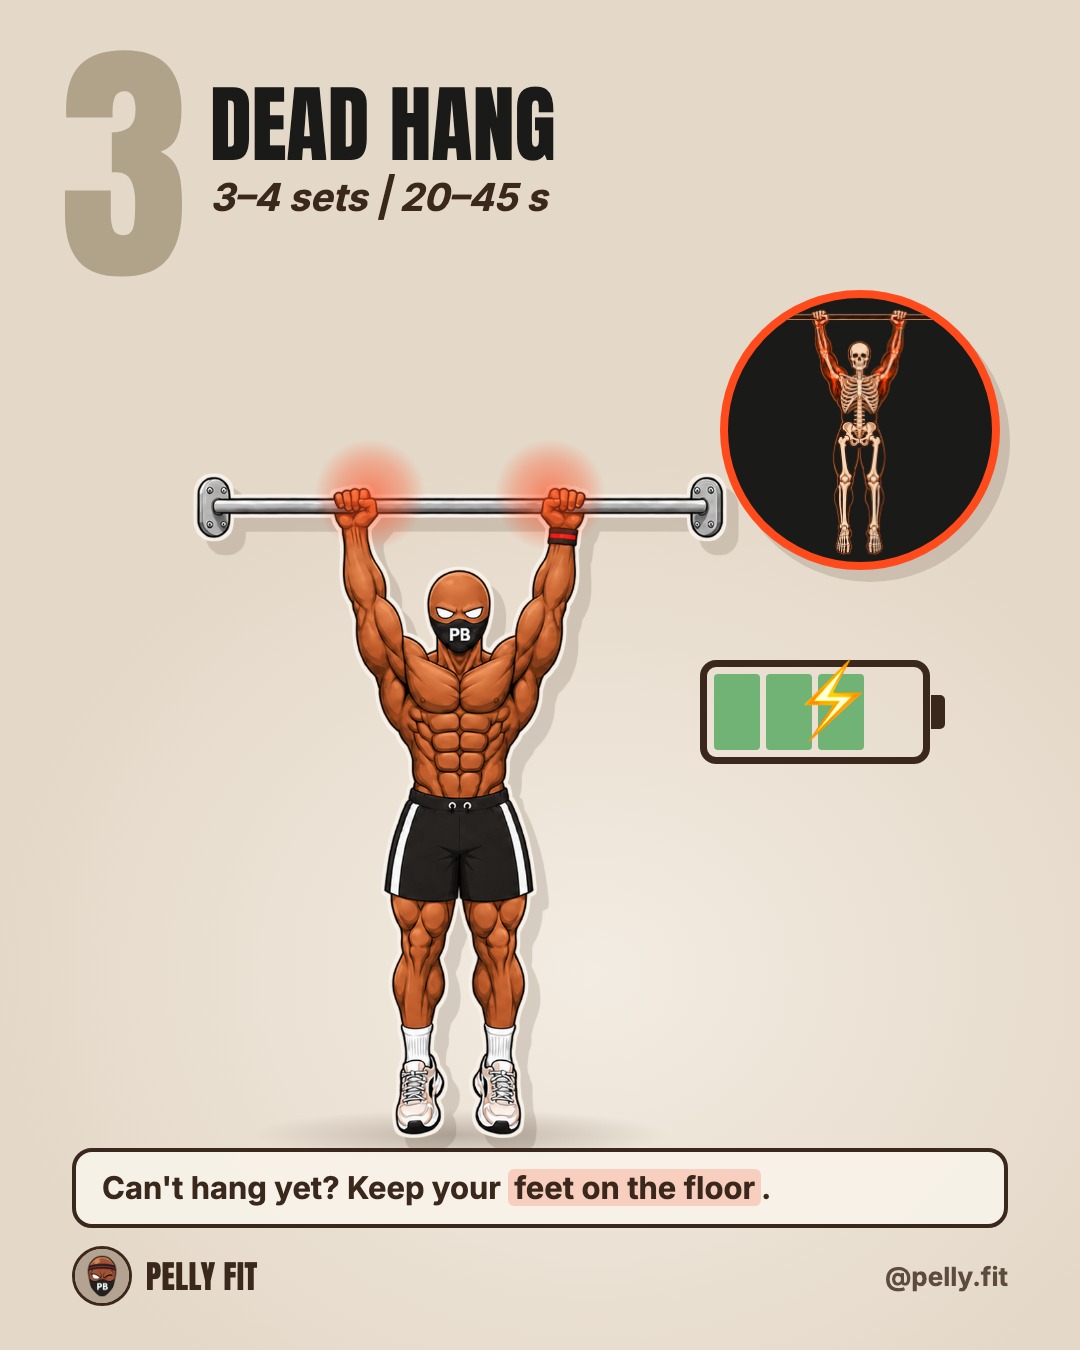 3
DEAD HANG
3–4 sets | 20–45 s
PB
Can't hang yet? Keep your feet on the floor.
PB
PELLY FIT
@pelly.fit